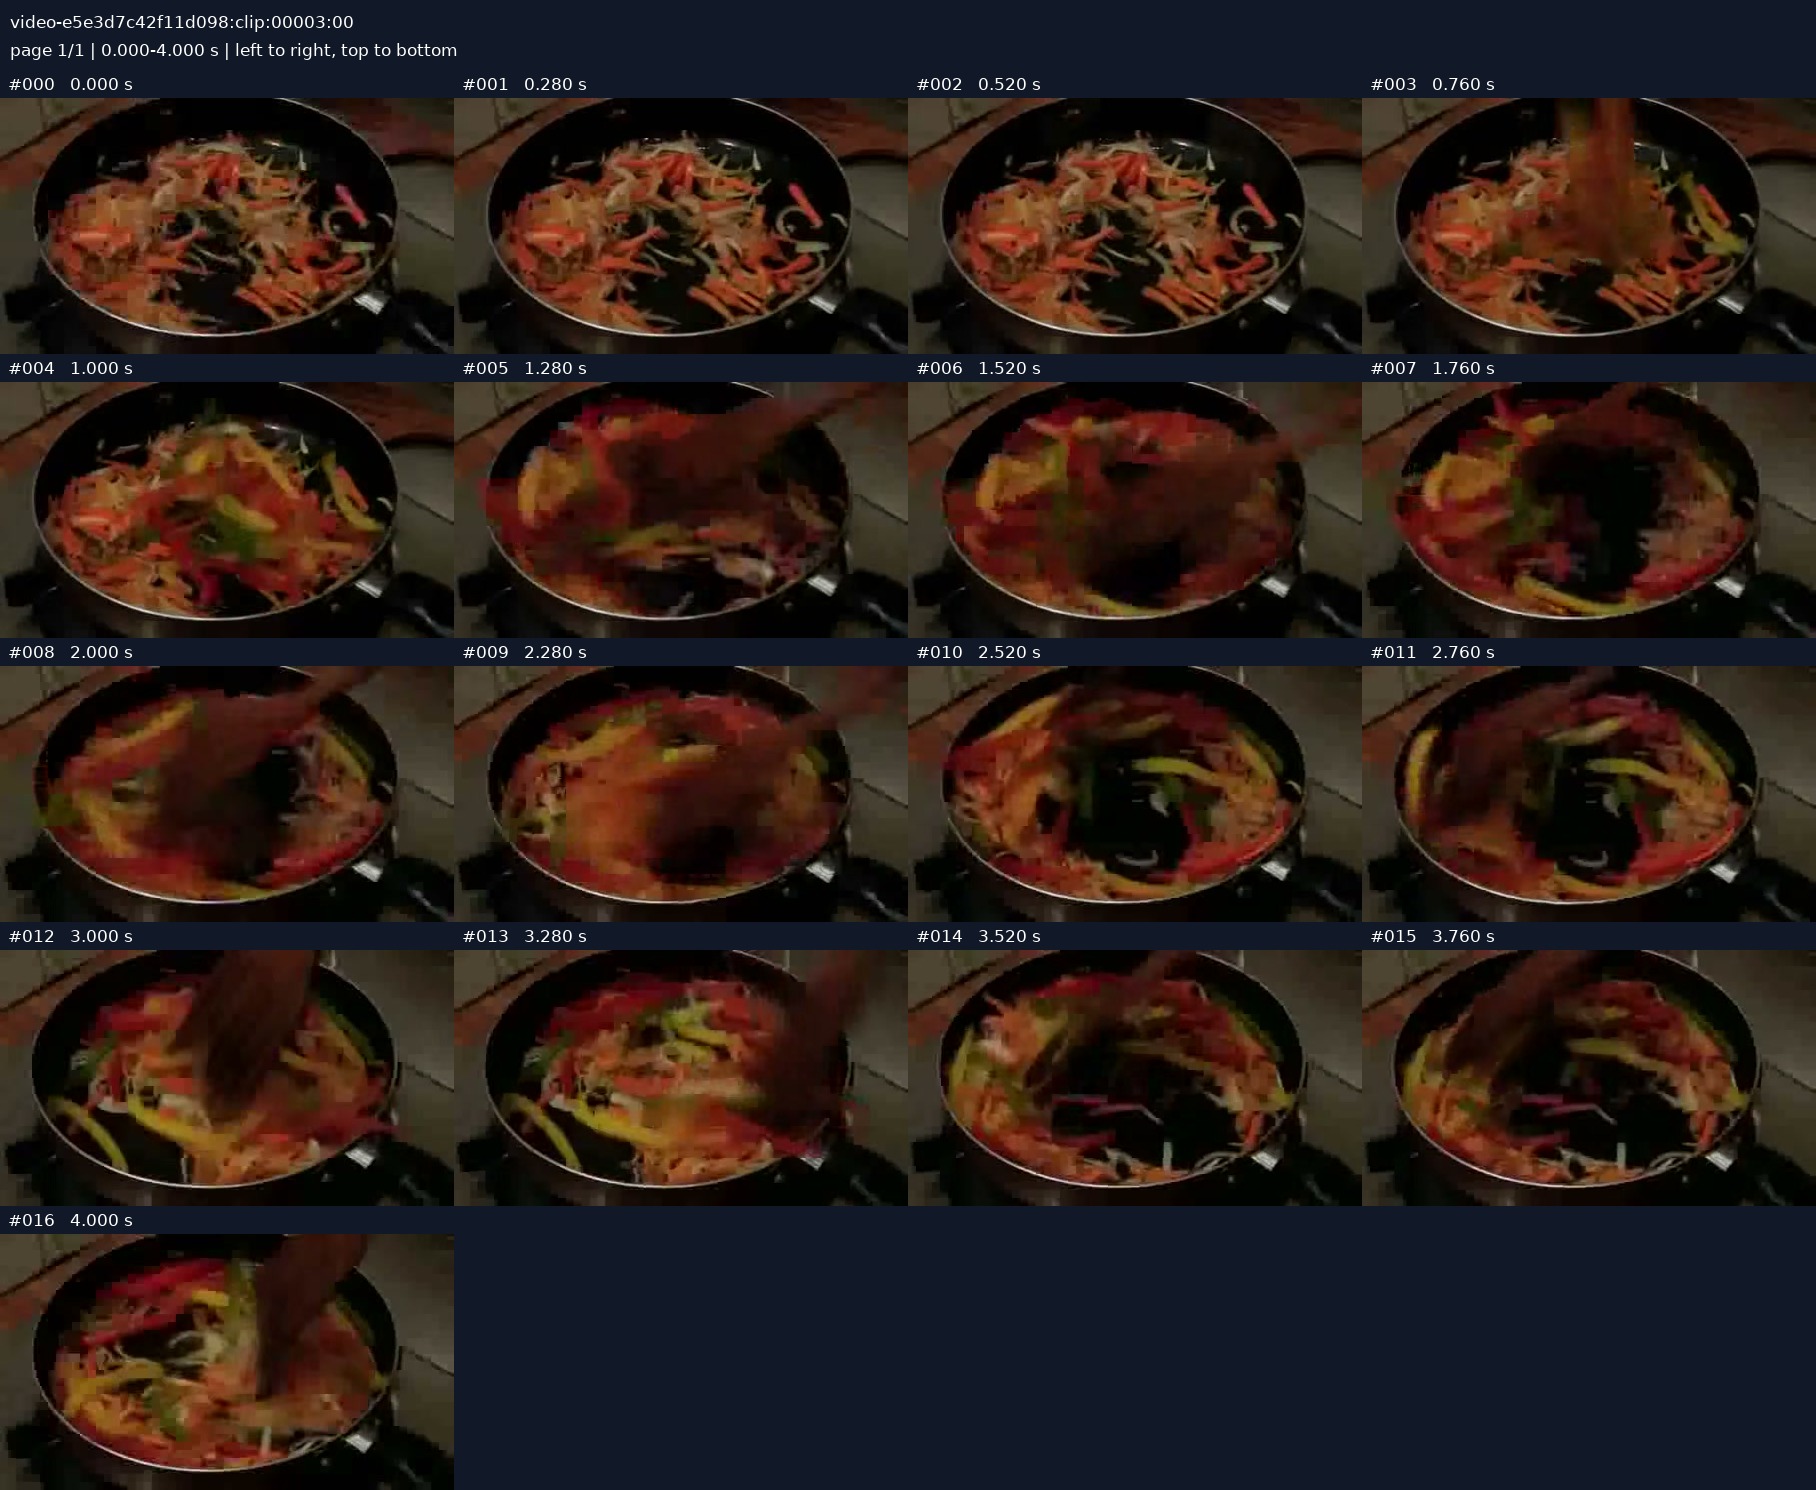 video-e5e3d7c42f11d098:clip:00003:00
page 1/1 | 0.000-4.000 s | left to right, top to bottom
#000 0.000 s
#001 0.280 s
#002 0.520 s
#003 0.760 s
#004 1.000 s
#005 1.280 s
#006 1.520 s
#007 1.760 s
#008 2.000 s
#009 2.280 s
#010 2.520 s
#011 2.760 s
#012 3.000 s
#013 3.280 s
#014 3.520 s
#015 3.760 s
#016 4.000 s